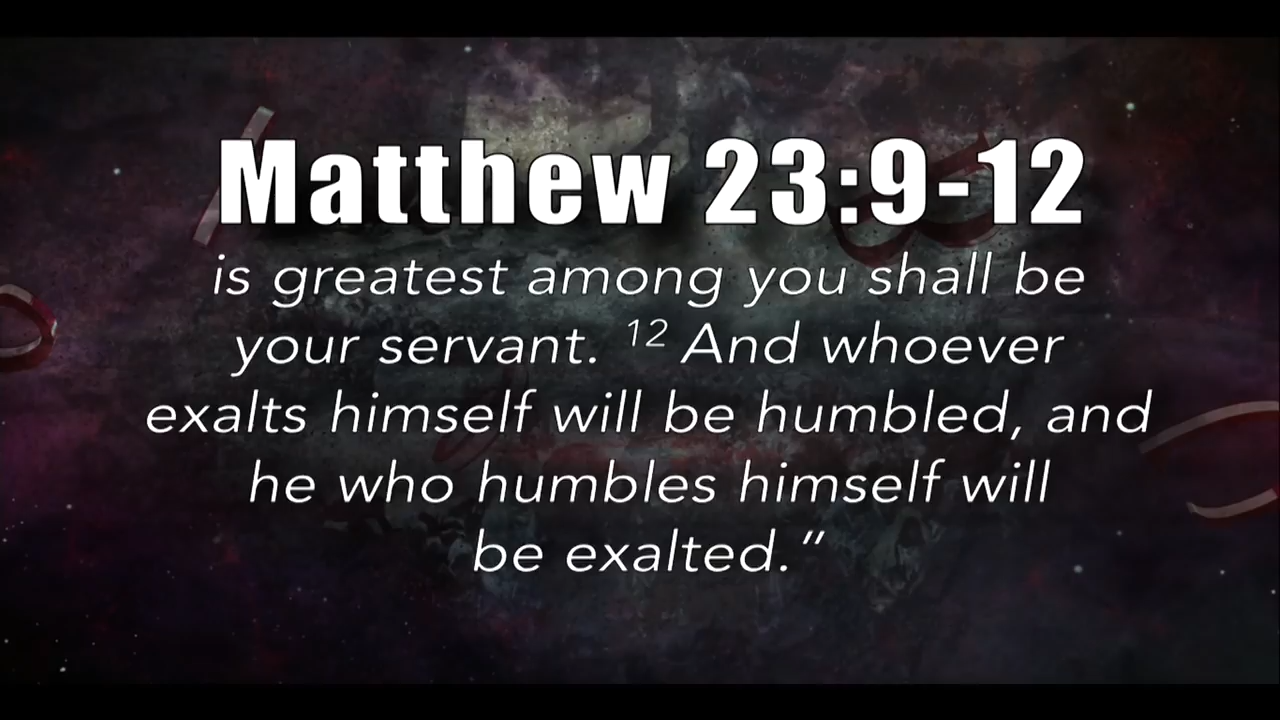 Matthew 23:9-12
is greatest among you shall be
your servant. ¹² And whoever
exalts himself will be humbled, and
he who humbles himself will
be exalted.”